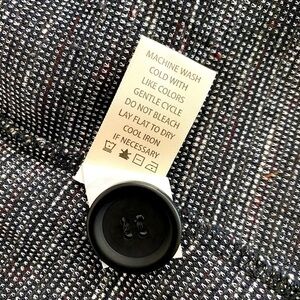 MACHINE WASH
COLD WITH
LIKE COLORS
GENTLE CYCLE
DO NOT BLEACH
LAY FLAT TO DRY
COOL IRON
IF NECESSARY